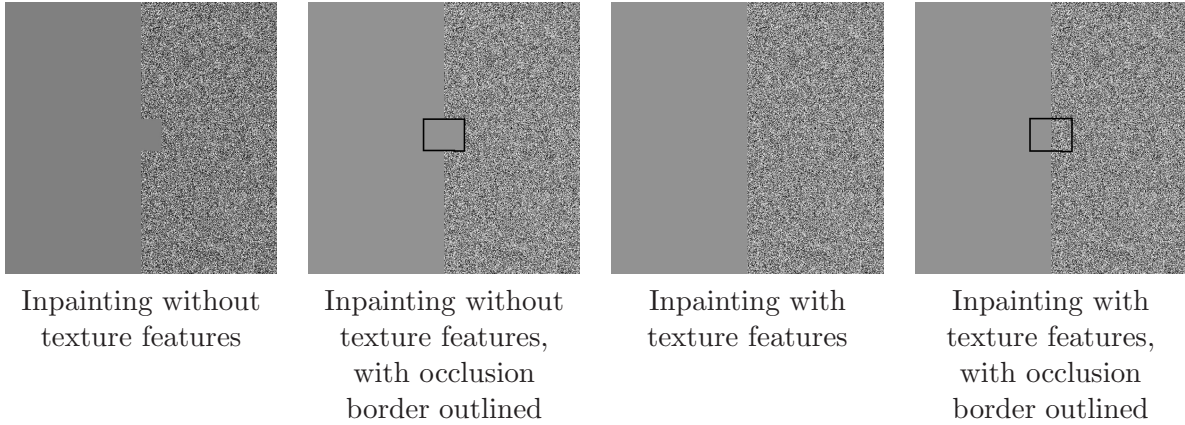 Inpainting without
texture features
Inpainting without
texture features,
with occlusion
border outlined
Inpainting with
texture features
Inpainting with
texture features,
with occlusion
border outlined